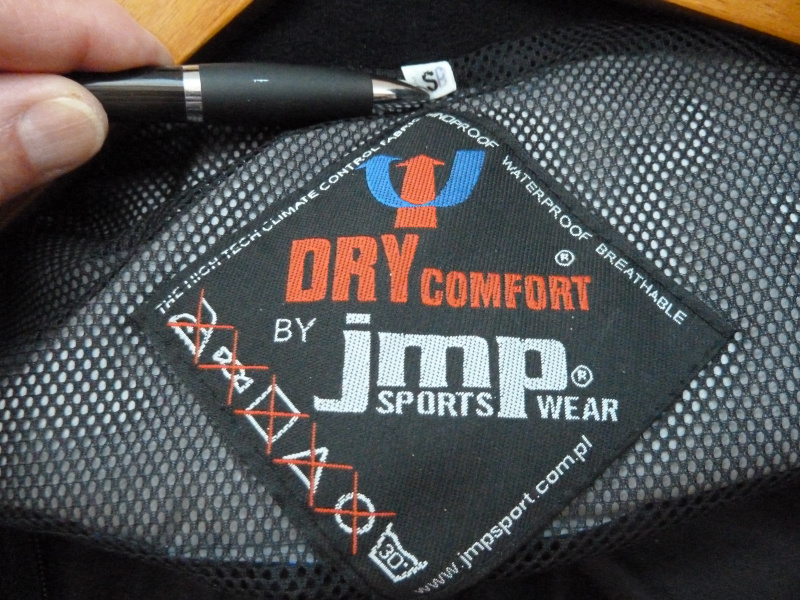 S
THE HIGH TECH CLIMATE CONTROL FABRIC
WINDPROOF WATERPROOF BREATHABLE
DRY COMFORT ®
BY jmp ®
SPORTS WEAR
30°
www.jmpsport.com.pl